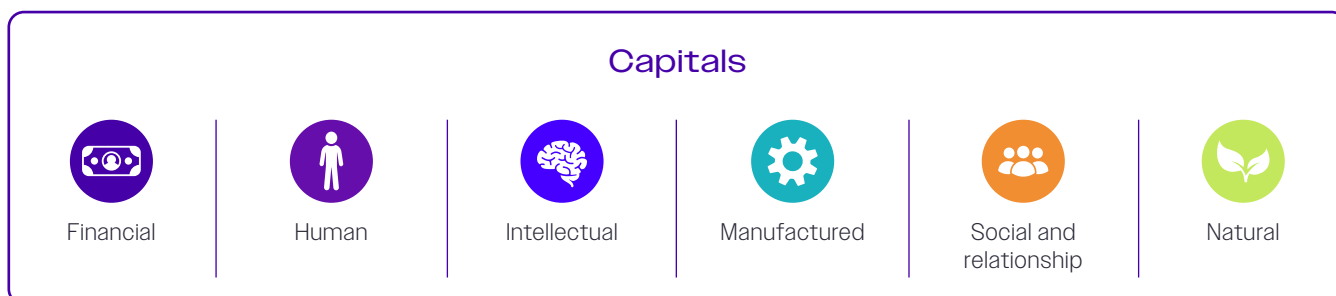 Capitals
Financial
Human
Intellectual
Manufactured
Social and
relationship
Natural